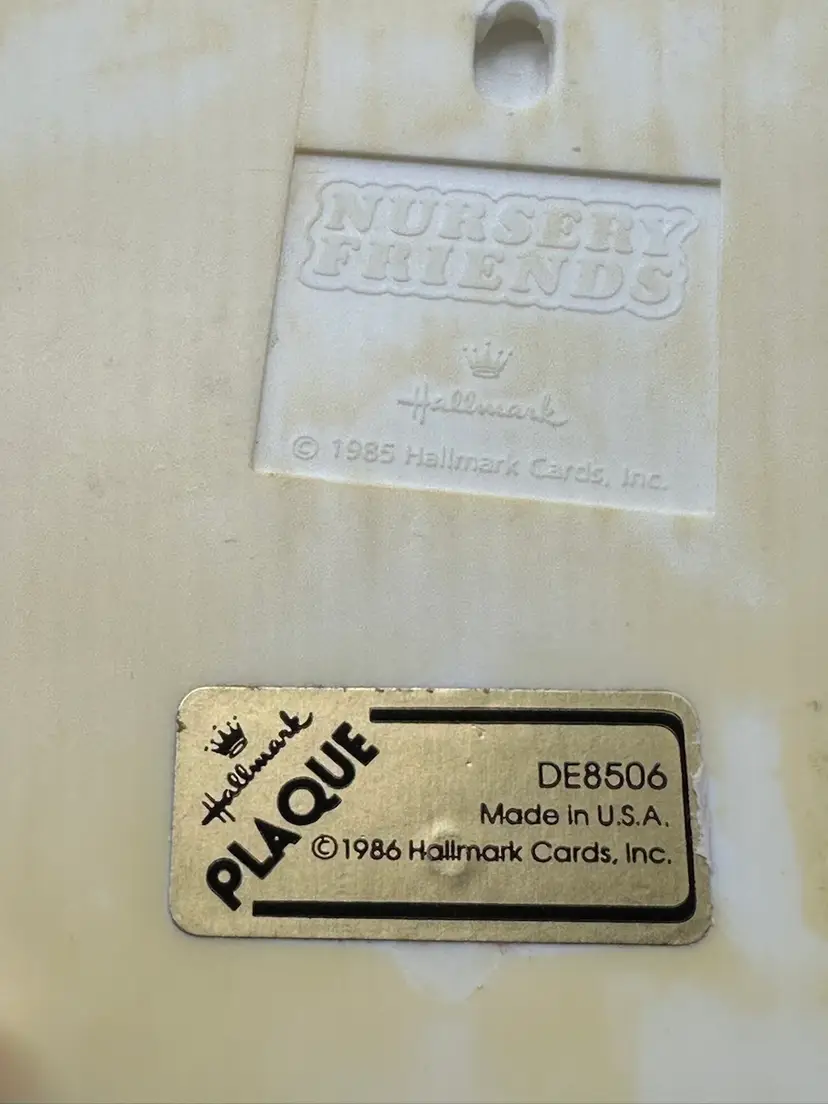 NURSERY
FRIENDS
Hallmark
© 1985 Hallmark Cards, Inc.
Hallmark
PLAQUE
DE8506
Made in U.S.A.
©1986 Hallmark Cards, Inc.